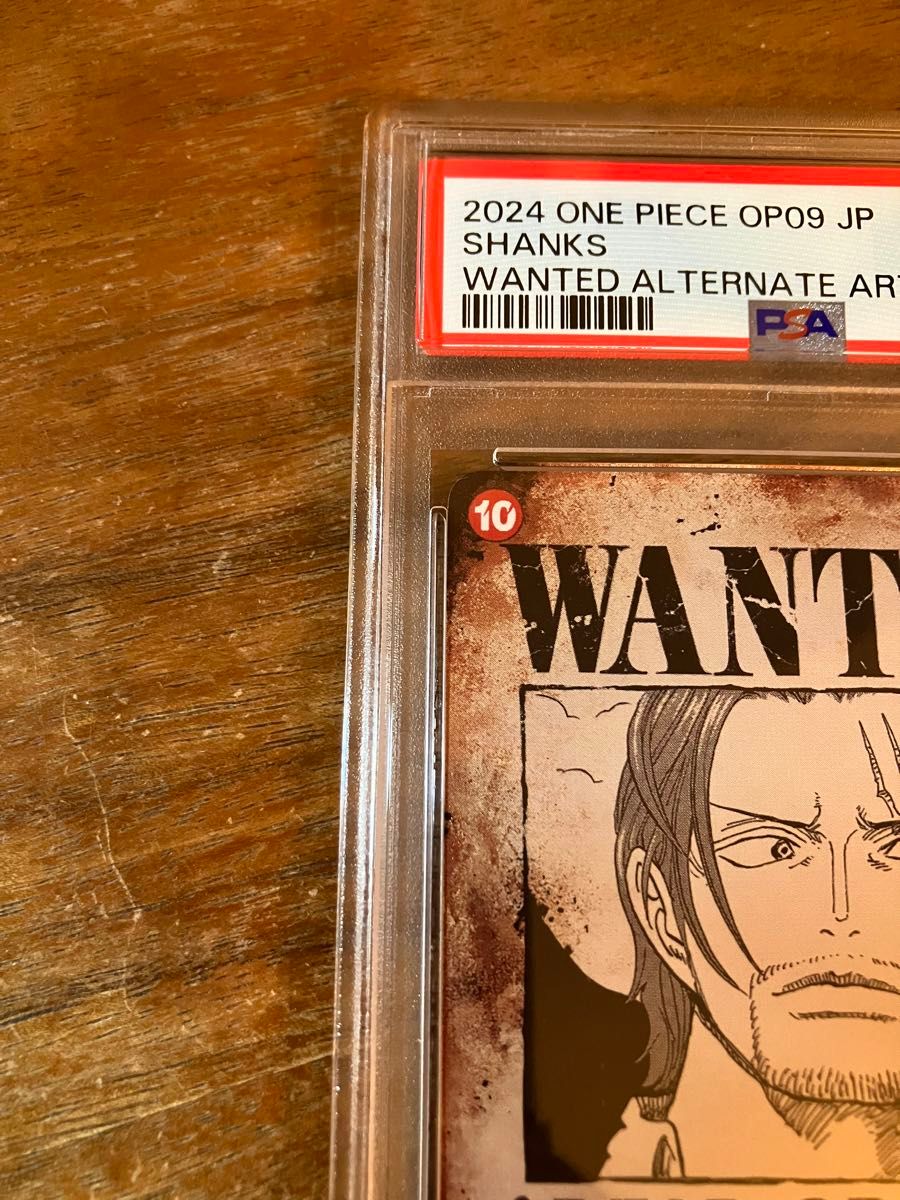 2024 ONE PIECE OP09 JP
SHANKS
WANTED ALTERNATE ART
PSA
10
WANT